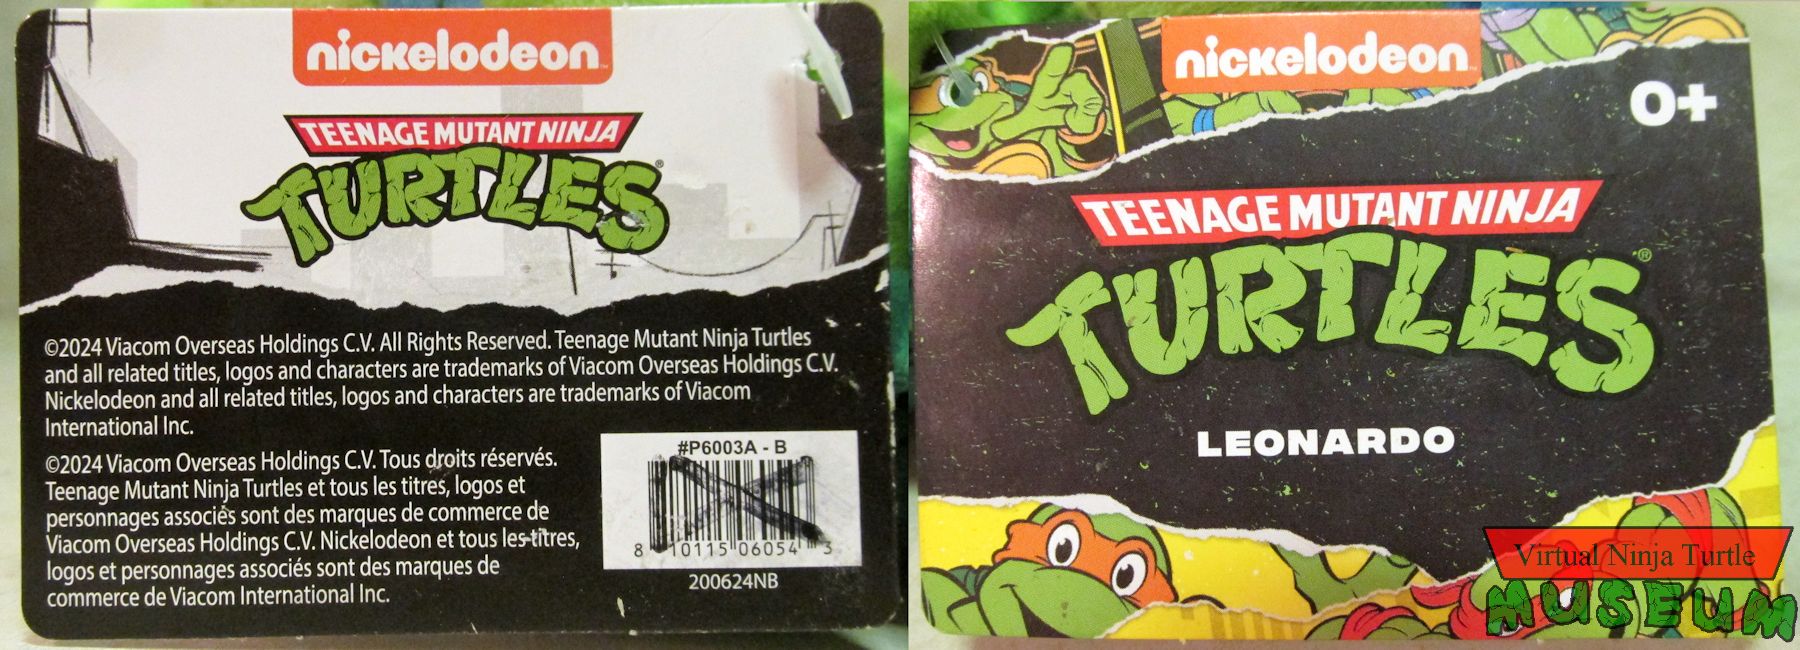 nickelodeon
TEENAGE MUTANT NINJA
TURTLES®
©2024 Viacom Overseas Holdings C.V. All Rights Reserved. Teenage Mutant Ninja Turtles
and all related titles, logos and characters are trademarks of Viacom Overseas Holdings C.V.
Nickelodeon and all related titles, logos and characters are trademarks of Viacom
International Inc.
©2024 Viacom Overseas Holdings C.V. Tous droits réservés.
Teenage Mutant Ninja Turtles et tous les titres, logos et
personnages associés sont des marques de commerce de
Viacom Overseas Holdings C.V. Nickelodeon et tous les titres,
logos et personnages associés sont des marques de
commerce de Viacom International Inc.
#P6003A - B
8 10115 06054 3
200624NB
nickelodeon
0+
TEENAGE MUTANT NINJA
TURTLES®
LEONARDO
Virtual Ninja Turtle
MUSEUM